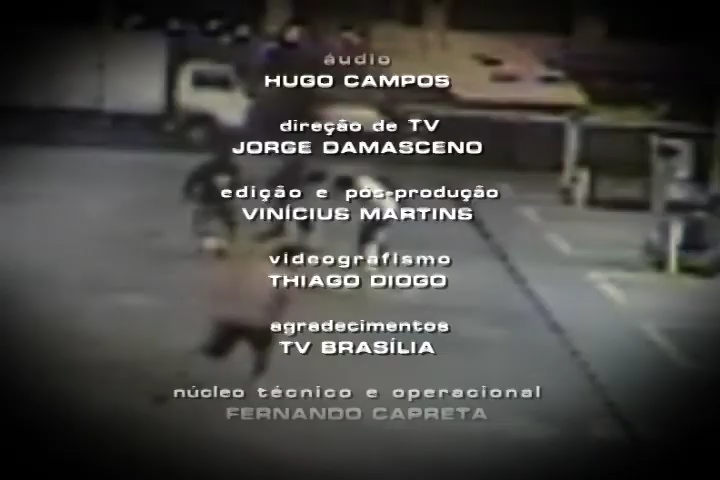 áudio
HUGO CAMPOS
direção de TV
JORGE DAMASCENO
edição e pós-produção
VINÍCIUS MARTINS
videografismo
THIAGO DIOGO
agradecimentos
TV BRASÍLIA
núcleo técnico e operacional
FERNANDO CAPRETA